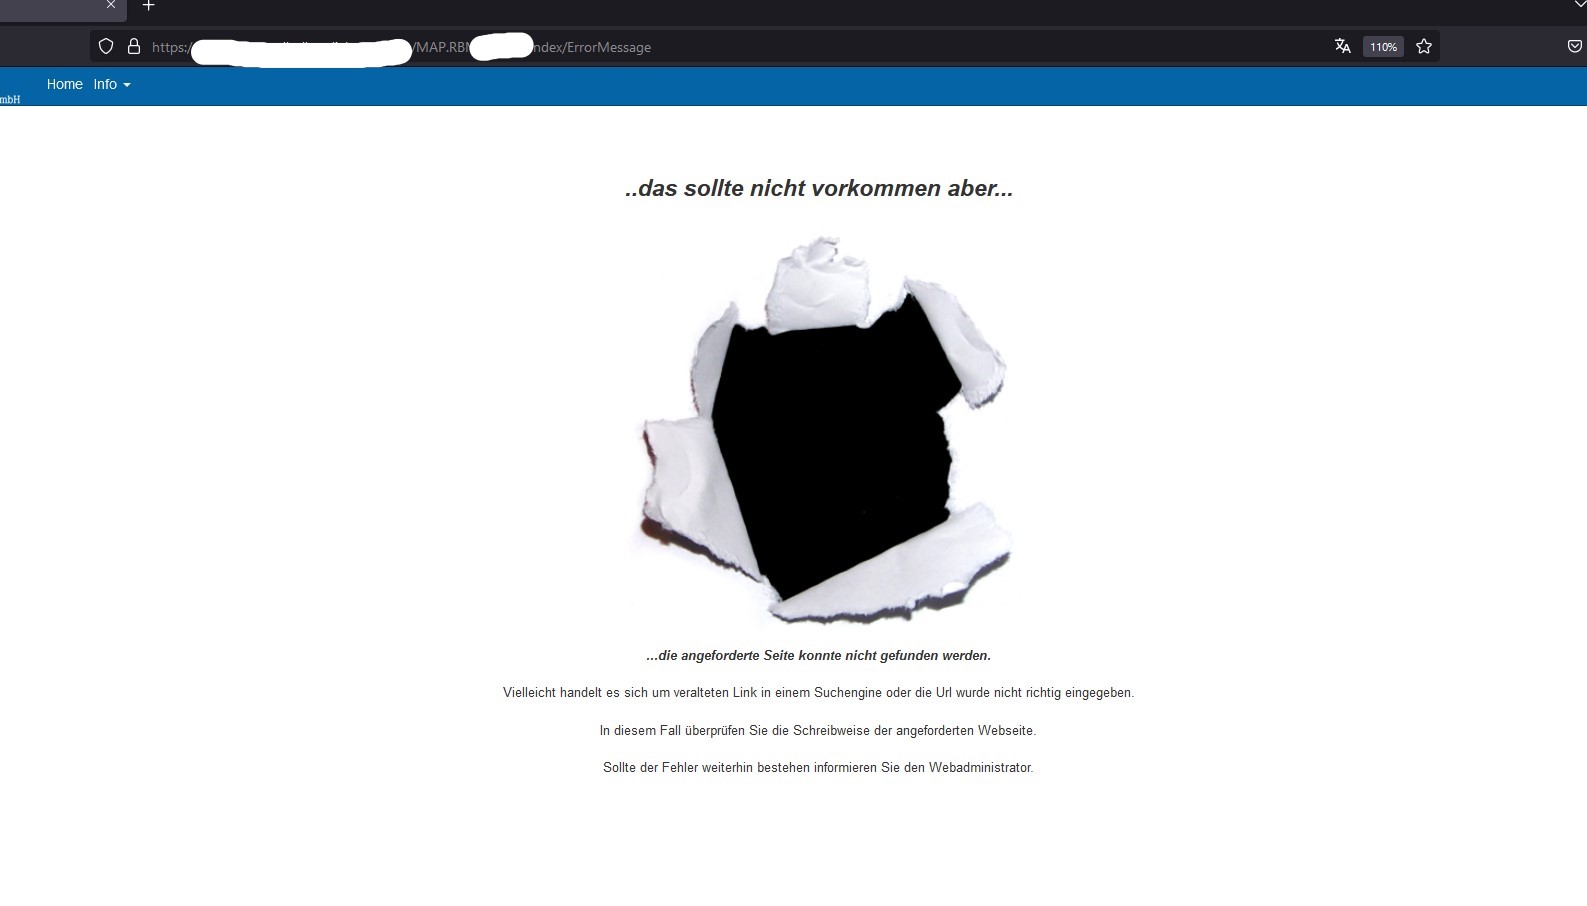 https:/ /MAP.RB ndex/ErrorMessage
110%
Home Info
mbH
..das sollte nicht vorkommen aber...
...die angeforderte Seite konnte nicht gefunden werden.
Vielleicht handelt es sich um veralteten Link in einem Suchengine oder die Url wurde nicht richtig eingegeben.
In diesem Fall überprüfen Sie die Schreibweise der angeforderten Webseite.
Sollte der Fehler weiterhin bestehen informieren Sie den Webadministrator.